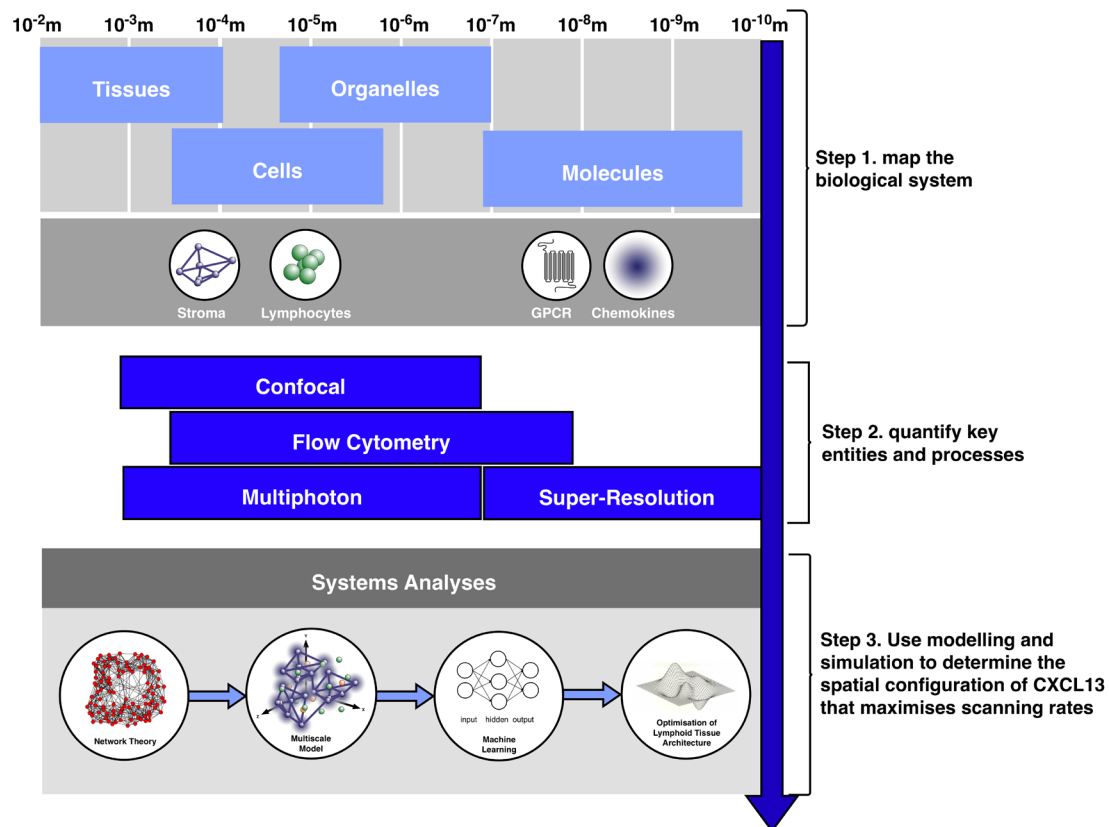 10-2m 10-3m 10-4m 10-5m 10-6m 10-7m 10-8m 10-9m 10-10m
Tissues
Organelles
Cells
Molecules
Step 1. map the
biological system
Stroma
Lymphocytes
GPCR
Chemokines
Confocal
Flow Cytometry
Multiphoton
Super-Resolution
Step 2. quantify key
entities and processes
Systems Analyses
Network Theory
Y
Z
X
Multiscale
Model
input hidden output
Machine
Learning
Optimisation of
Lymphoid Tissue
Architecture
Step 3. Use modelling and
simulation to determine the
spatial configuration of CXCL13
that maximises scanning rates